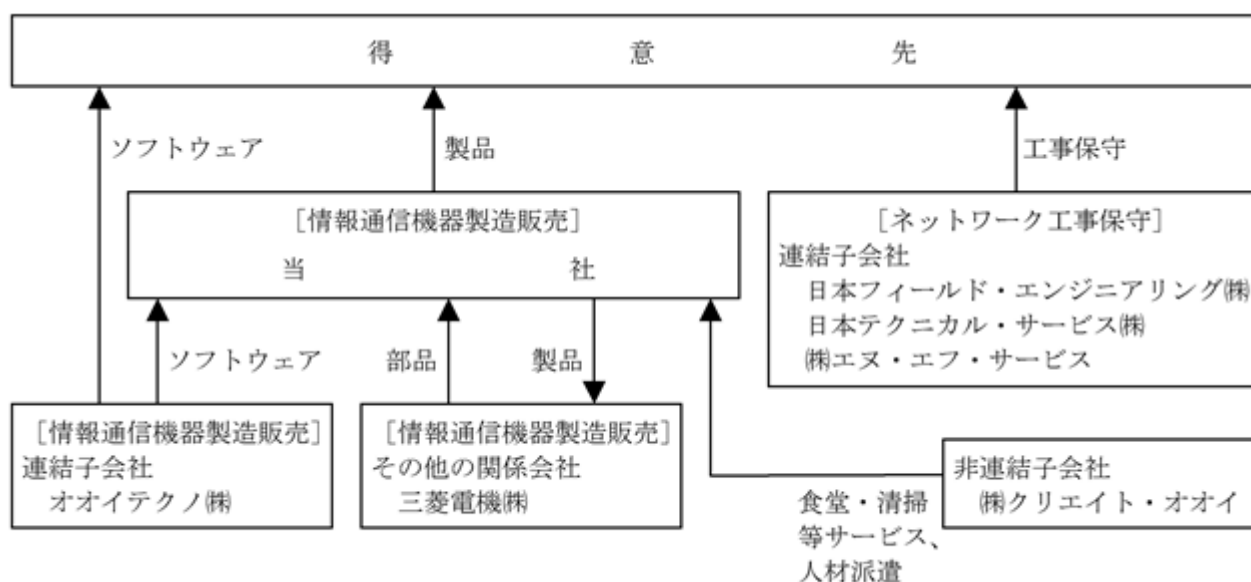 得意先
ソフトウェア
製品
工事保守
[情報通信機器製造販売]
当社
[ネットワーク工事保守]
連結子会社
日本フィールド・エンジニアリング㈱
日本テクニカル・サービス㈱
㈱エヌ・エフ・サービス
ソフトウェア
部品
製品
[情報通信機器製造販売]
連結子会社
オオイテクノ㈱
[情報通信機器製造販売]
その他の関係会社
三菱電機㈱
食堂・清掃
等サービス、
人材派遣
非連結子会社
㈱クリエイト・オオイ